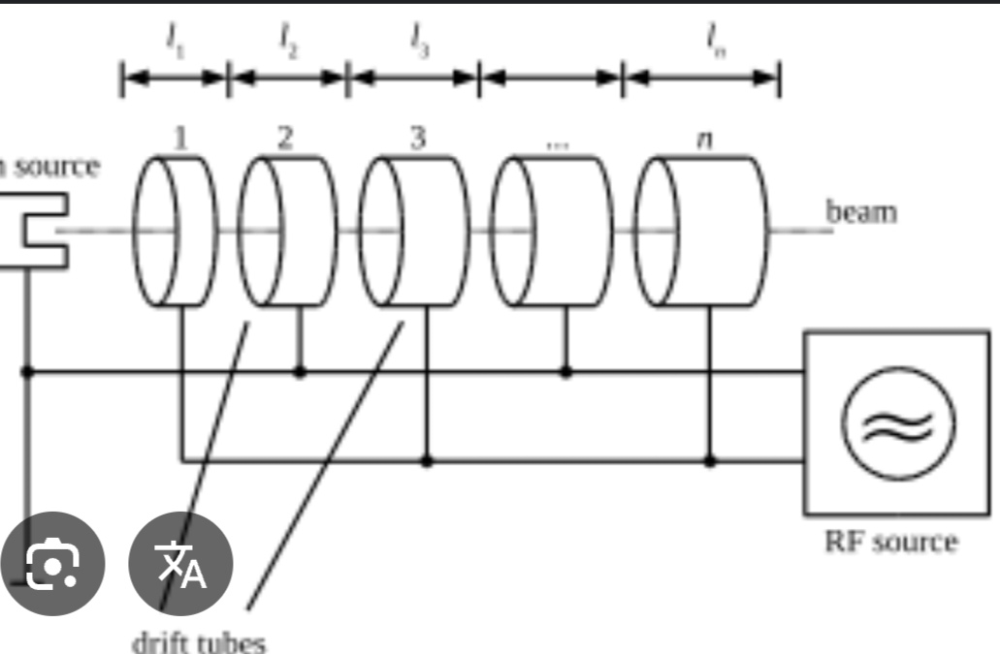 l₁ l₂ l₃ lₙ
1 2 3 ... n
source
beam
RF source
drift tubes